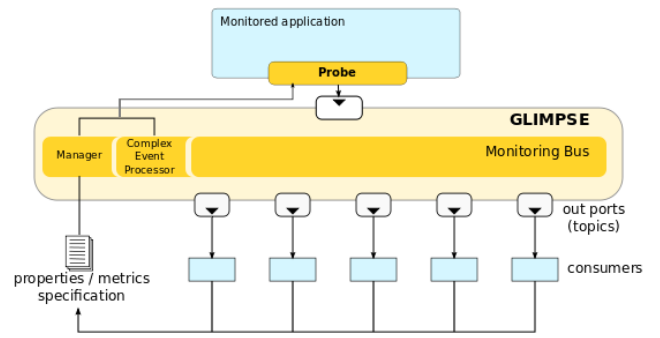 Monitored application
Probe
GLIMPSE
Manager
Complex
Event
Processor
Monitoring Bus
out ports
(topics)
properties / metrics
specification
consumers